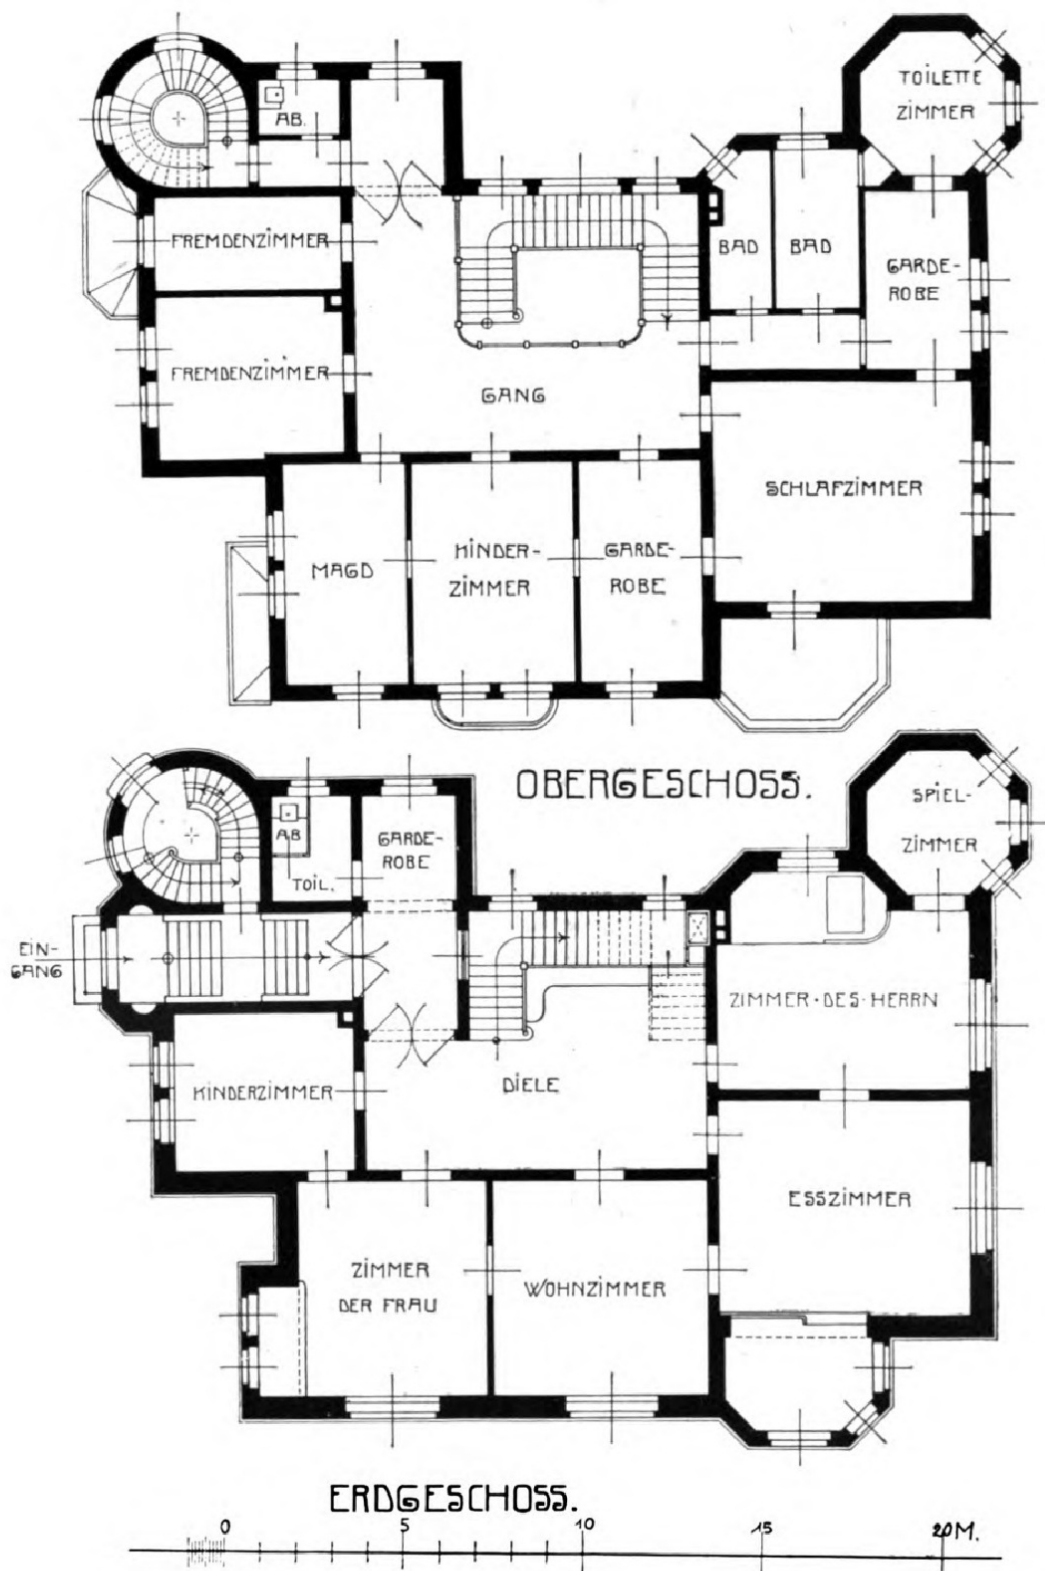 TOILETTE
ZIMMER
AB.
FREMDENZIMMER
BAD
BAD
GARDE-
ROBE
FREMDENZIMMER
GANG
SCHLAFZIMMER
MAGD
KINDER-
ZIMMER
GARDE-
ROBE
OBERGESCHOSS.
SPIEL-
ZIMMER
AB
TOIL.
GARDE-
ROBE
EIN-
GANG
ZIMMER·DES·HERRN
KINDERZIMMER
DIELE
ESSZIMMER
ZIMMER
DER FRAU
WOHNZIMMER
ERDGESCHOSS.
0 5 10 15 20M.